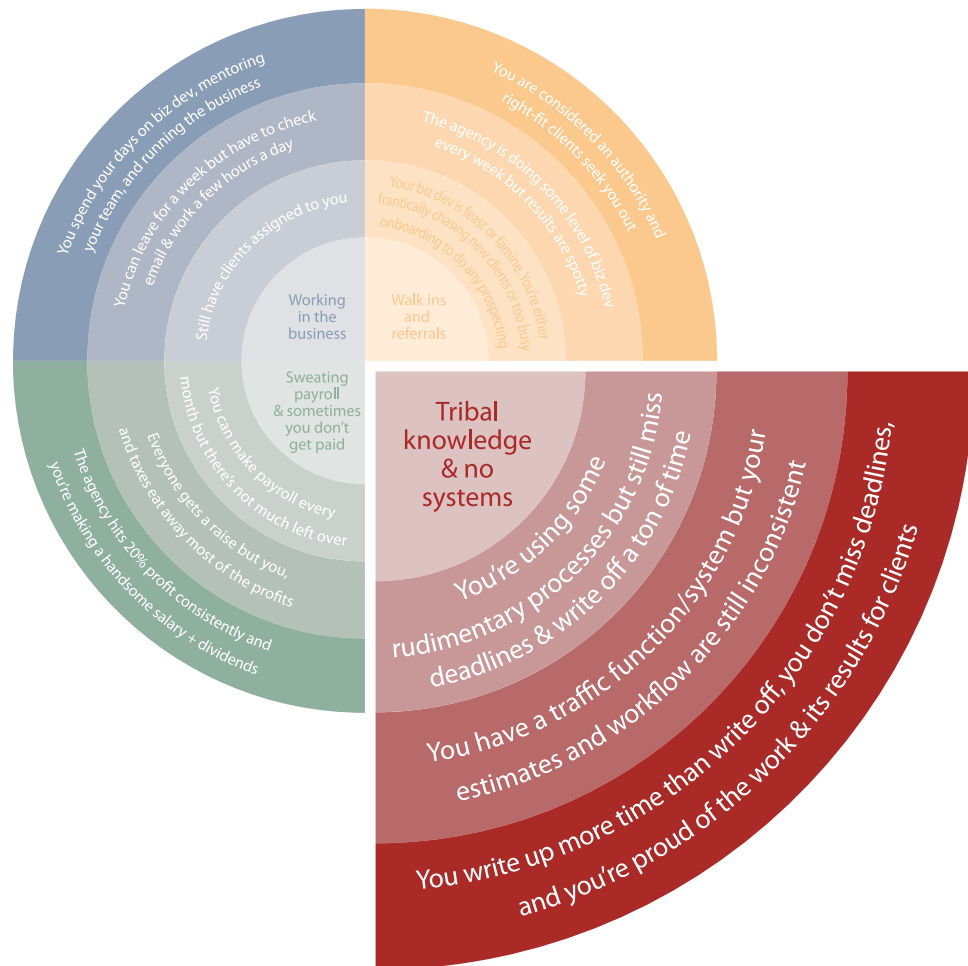 You spend your days on biz dev, mentoring
your team, and running the business
You can leave for a week but have to check
email & work a few hours a day
Still have clients assigned to you
Working
in the
business
You are considered an authority and
right-fit clients seek you out
The agency is doing some level of biz dev
every week but results are spotty
Your biz dev is feast or famine. You're either
frantically chasing new clients or too busy
onboarding to do any prospecting
Walk ins
and
referrals
Sweating
payroll
& sometimes
you don't
get paid
You can make payroll every
month but there's not much left over
Everyone gets a raise but you,
and taxes eat away most of the profits
The agency hits 20% profit consistently and
you're making a handsome salary + dividends
Tribal
knowledge
& no
systems
You're using some
rudimentary processes but still miss
deadlines & write off a ton of time
You have a traffic function/system but your
estimates and workflow are still inconsistent
You write up more time than write off, you don't miss deadlines,
and you're proud of the work & its results for clients